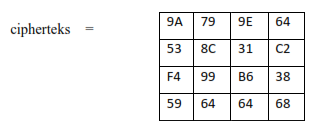 9A 79 9E 64
cipherteks = 53 8C 31 C2
F4 99 B6 38
59 64 64 68